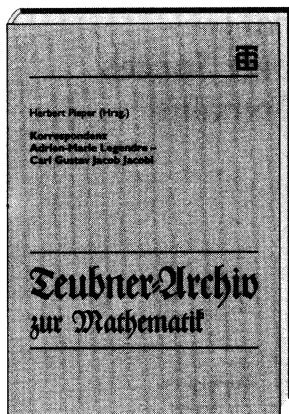 Herbert Pieper (Hrsg.)
Korrespondenz
Adrien-Marie Legendre –
Carl Gustav Jacob Jacobi
Teubner-Archiv
zur Mathematik